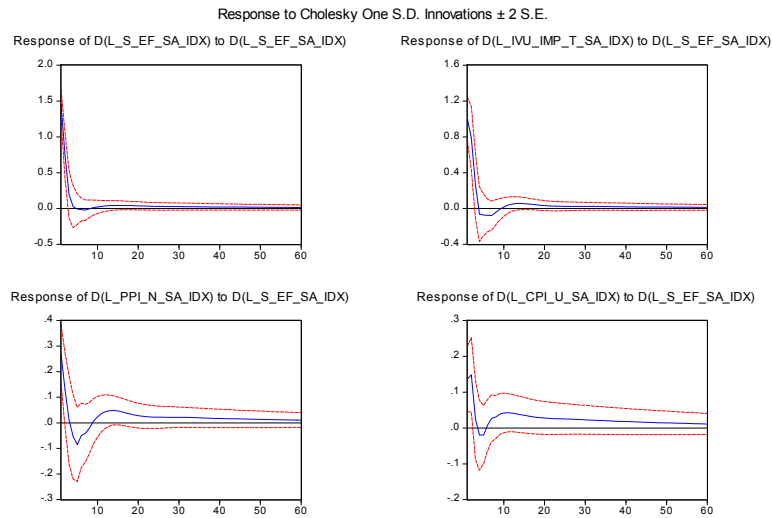 Response to Cholesky One S.D. Innovations ± 2 S.E.
Response of D(L_S_EF_SA_IDX) to D(L_S_EF_SA_IDX)
2.0
1.5
1.0
0.5
0.0
-0.5
10 20 30 40 50 60
Response of D(L_IVU_IMP_T_SA_IDX) to D(L_S_EF_SA_IDX)
1.6
1.2
0.8
0.4
0.0
-0.4
10 20 30 40 50 60
Response of D(L_PPI_N_SA_IDX) to D(L_S_EF_SA_IDX)
.4
.3
.2
.1
.0
-.1
-.2
-.3
10 20 30 40 50 60
Response of D(L_CPI_U_SA_IDX) to D(L_S_EF_SA_IDX)
.3
.2
.1
.0
-.1
-.2
10 20 30 40 50 60